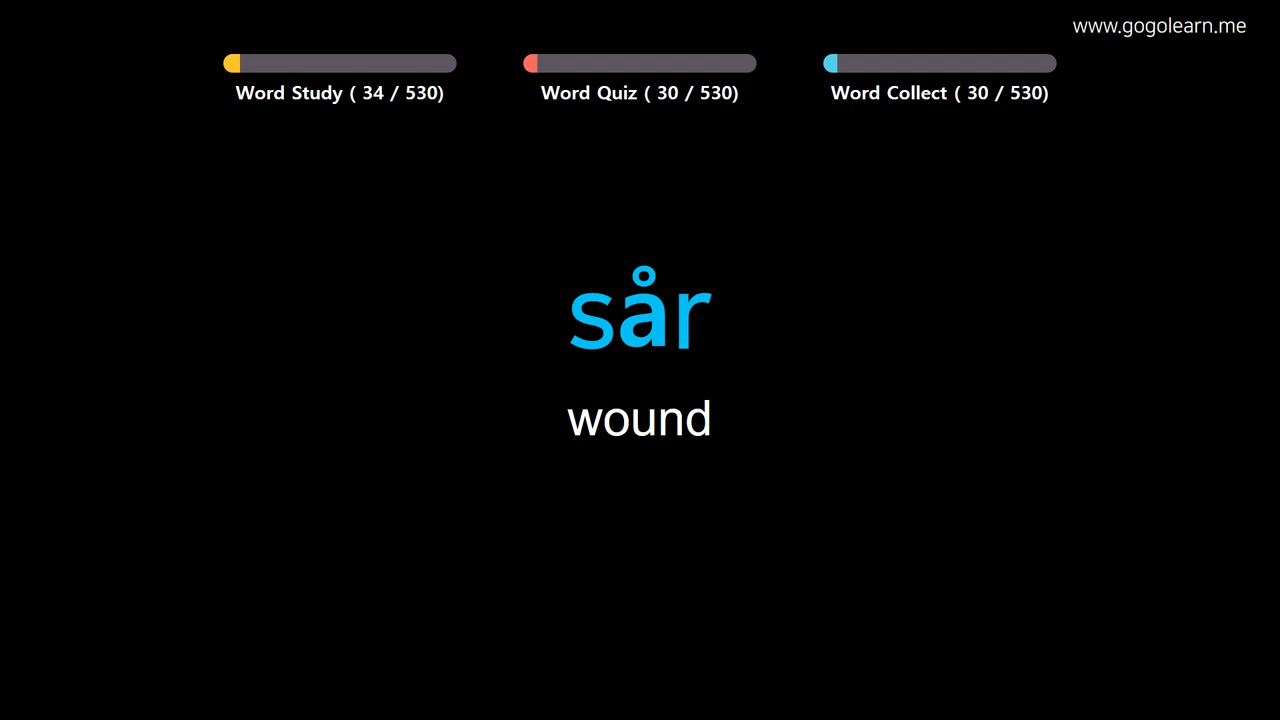 www.gogolearn.me
Word Study ( 34 / 530)
Word Quiz ( 30 / 530)
Word Collect ( 30 / 530)
sår
wound